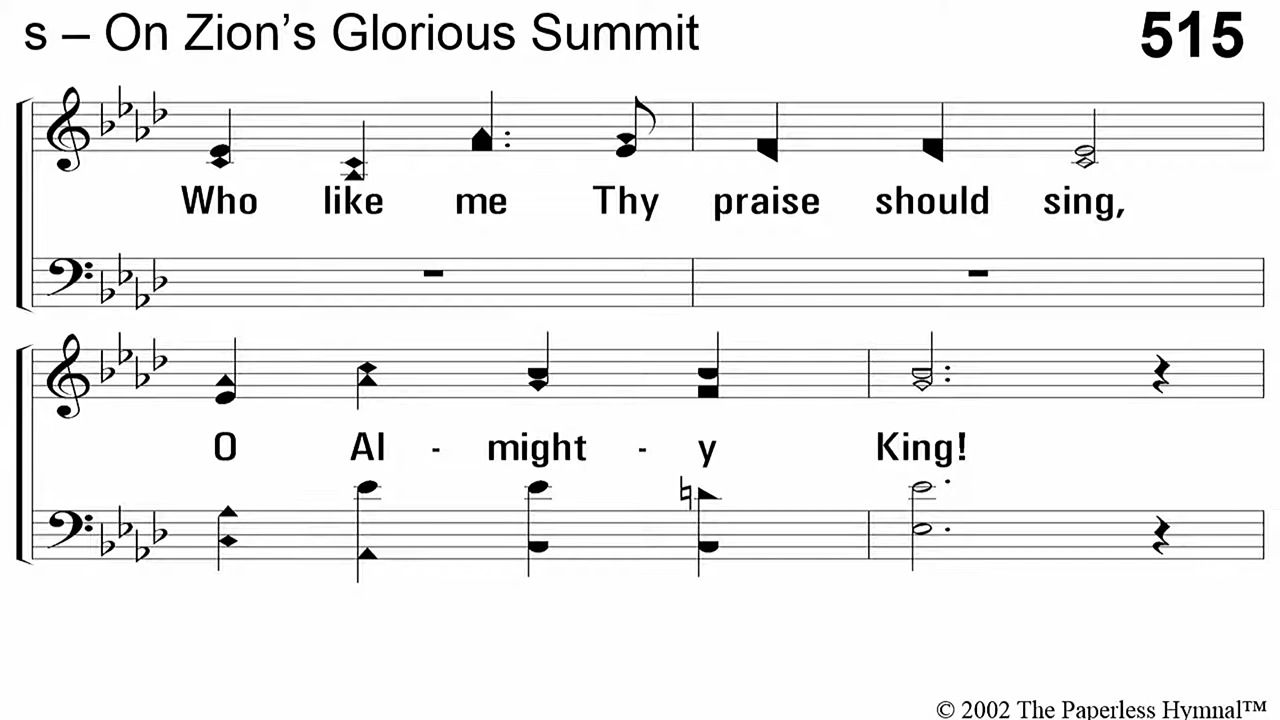 s – On Zion’s Glorious Summit
515
Who like me Thy praise should sing,
O Al - might - y King!
© 2002 The Paperless Hymnal™